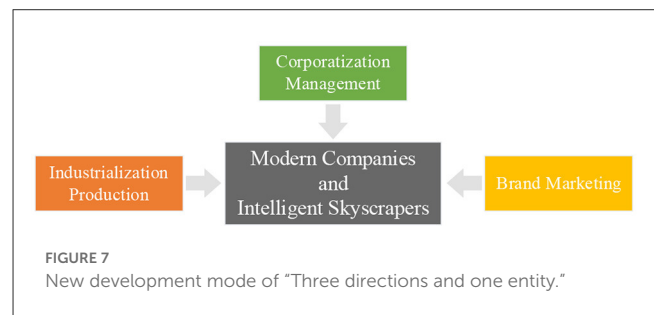 Corporatization
Management
Industrialization
Production
Modern Companies
and
Intelligent Skyscrapers
Brand Marketing
FIGURE 7
New development mode of “Three directions and one entity.”